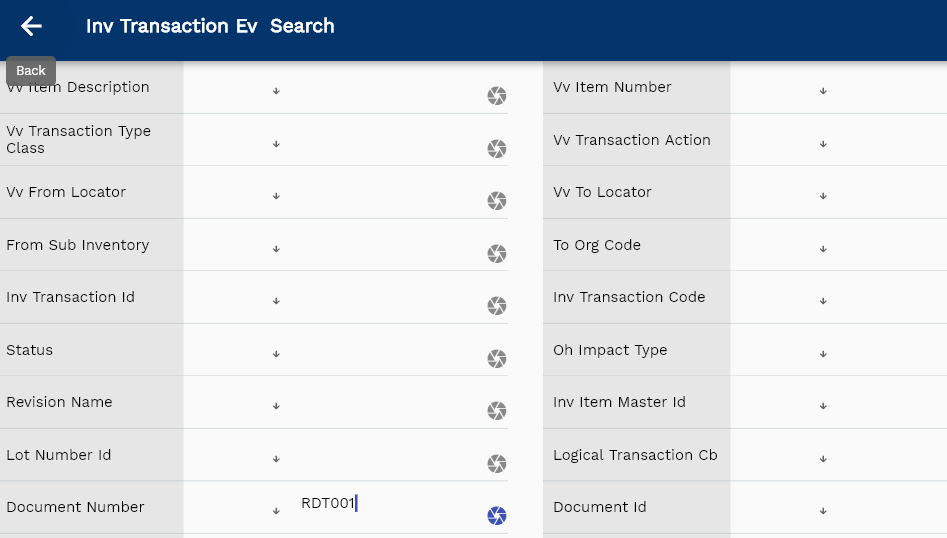 Inv Transaction Ev Search
Back
Vv Item Description
Vv Item Number
Vv Transaction Type
Class
Vv Transaction Action
Vv From Locator
Vv To Locator
From Sub Inventory
To Org Code
Inv Transaction Id
Inv Transaction Code
Status
Oh Impact Type
Revision Name
Inv Item Master Id
Lot Number Id
Logical Transaction Cb
Document Number
RDT001
Document Id